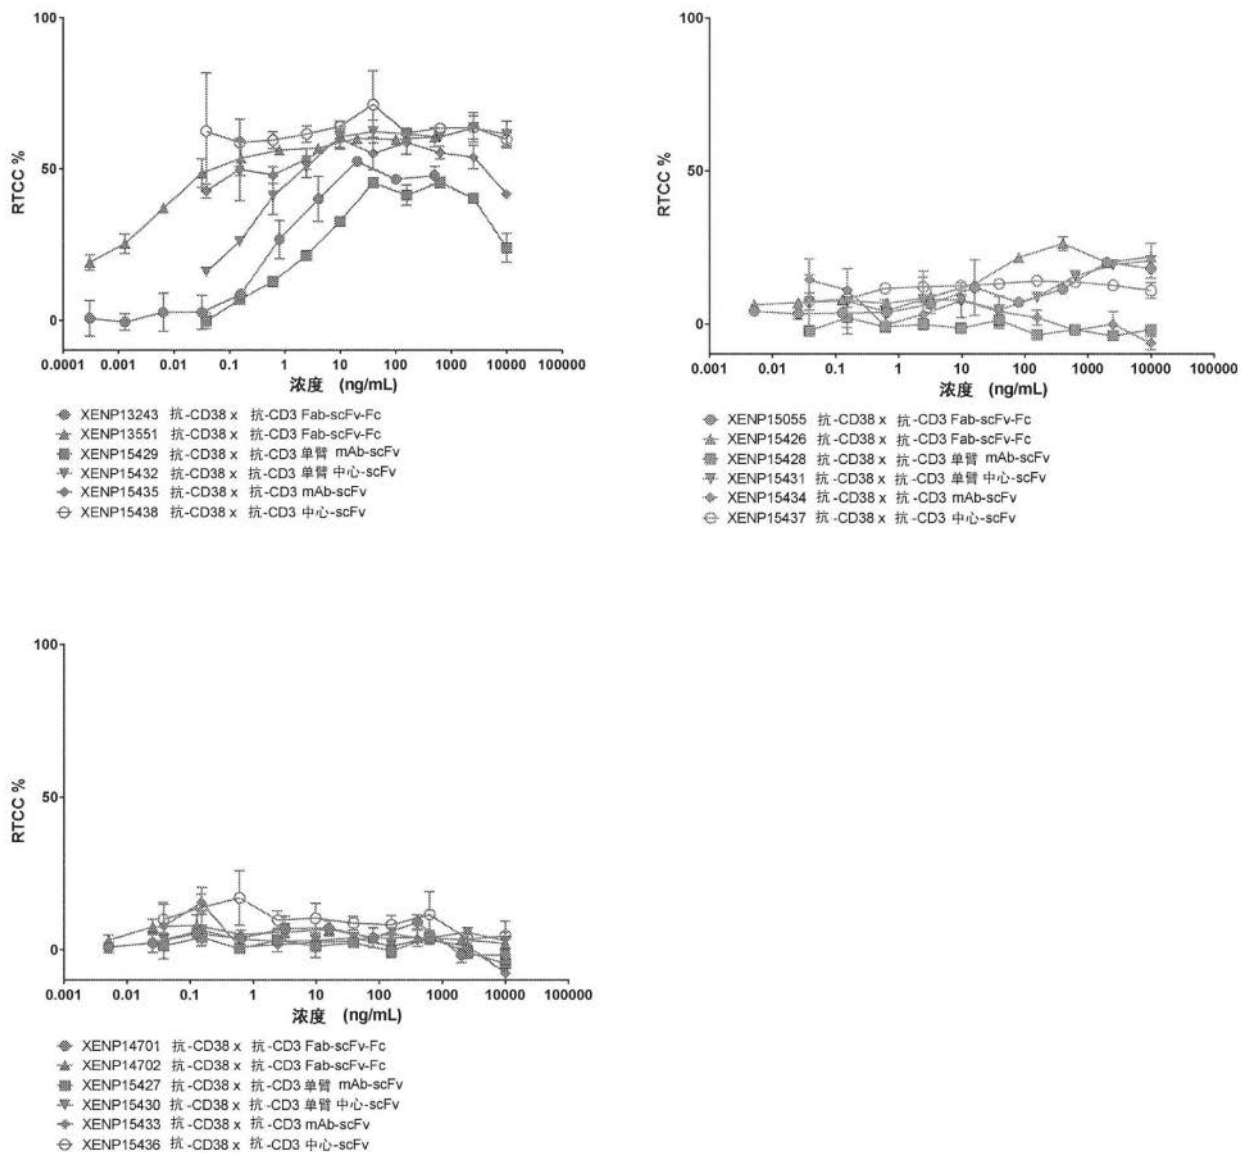 100
50
0
RTCC %
0.0001 0.001 0.01 0.1 1 10 100 1000 10000 100000
浓度 (ng/mL)
XENP13243 抗-CD38 x 抗-CD3 Fab-scFv-Fc
XENP13551 抗-CD38 x 抗-CD3 Fab-scFv-Fc
XENP15429 抗-CD38 x 抗-CD3 单臂 mAb-scFv
XENP15432 抗-CD38 x 抗-CD3 单臂 中心-scFv
XENP15435 抗-CD38 x 抗-CD3 mAb-scFv
XENP15438 抗-CD38 x 抗-CD3 中心-scFv
100
50
0
RTCC %
0.001 0.01 0.1 1 10 100 1000 10000 100000
浓度 (ng/mL)
XENP15055 抗-CD38 x 抗-CD3 Fab-scFv-Fc
XENP15426 抗-CD38 x 抗-CD3 Fab-scFv-Fc
XENP15428 抗-CD38 x 抗-CD3 单臂 mAb-scFv
XENP15431 抗-CD38 x 抗-CD3 单臂 中心-scFv
XENP15434 抗-CD38 x 抗-CD3 mAb-scFv
XENP15437 抗-CD38 x 抗-CD3 中心-scFv
100
50
0
RTCC %
0.001 0.01 0.1 1 10 100 1000 10000 100000
浓度 (ng/mL)
XENP14701 抗-CD38 x 抗-CD3 Fab-scFv-Fc
XENP14702 抗-CD38 x 抗-CD3 Fab-scFv-Fc
XENP15427 抗-CD38 x 抗-CD3 单臂 mAb-scFv
XENP15430 抗-CD38 x 抗-CD3 单臂 中心-scFv
XENP15433 抗-CD38 x 抗-CD3 mAb-scFv
XENP15436 抗-CD38 x 抗-CD3 中心-scFv